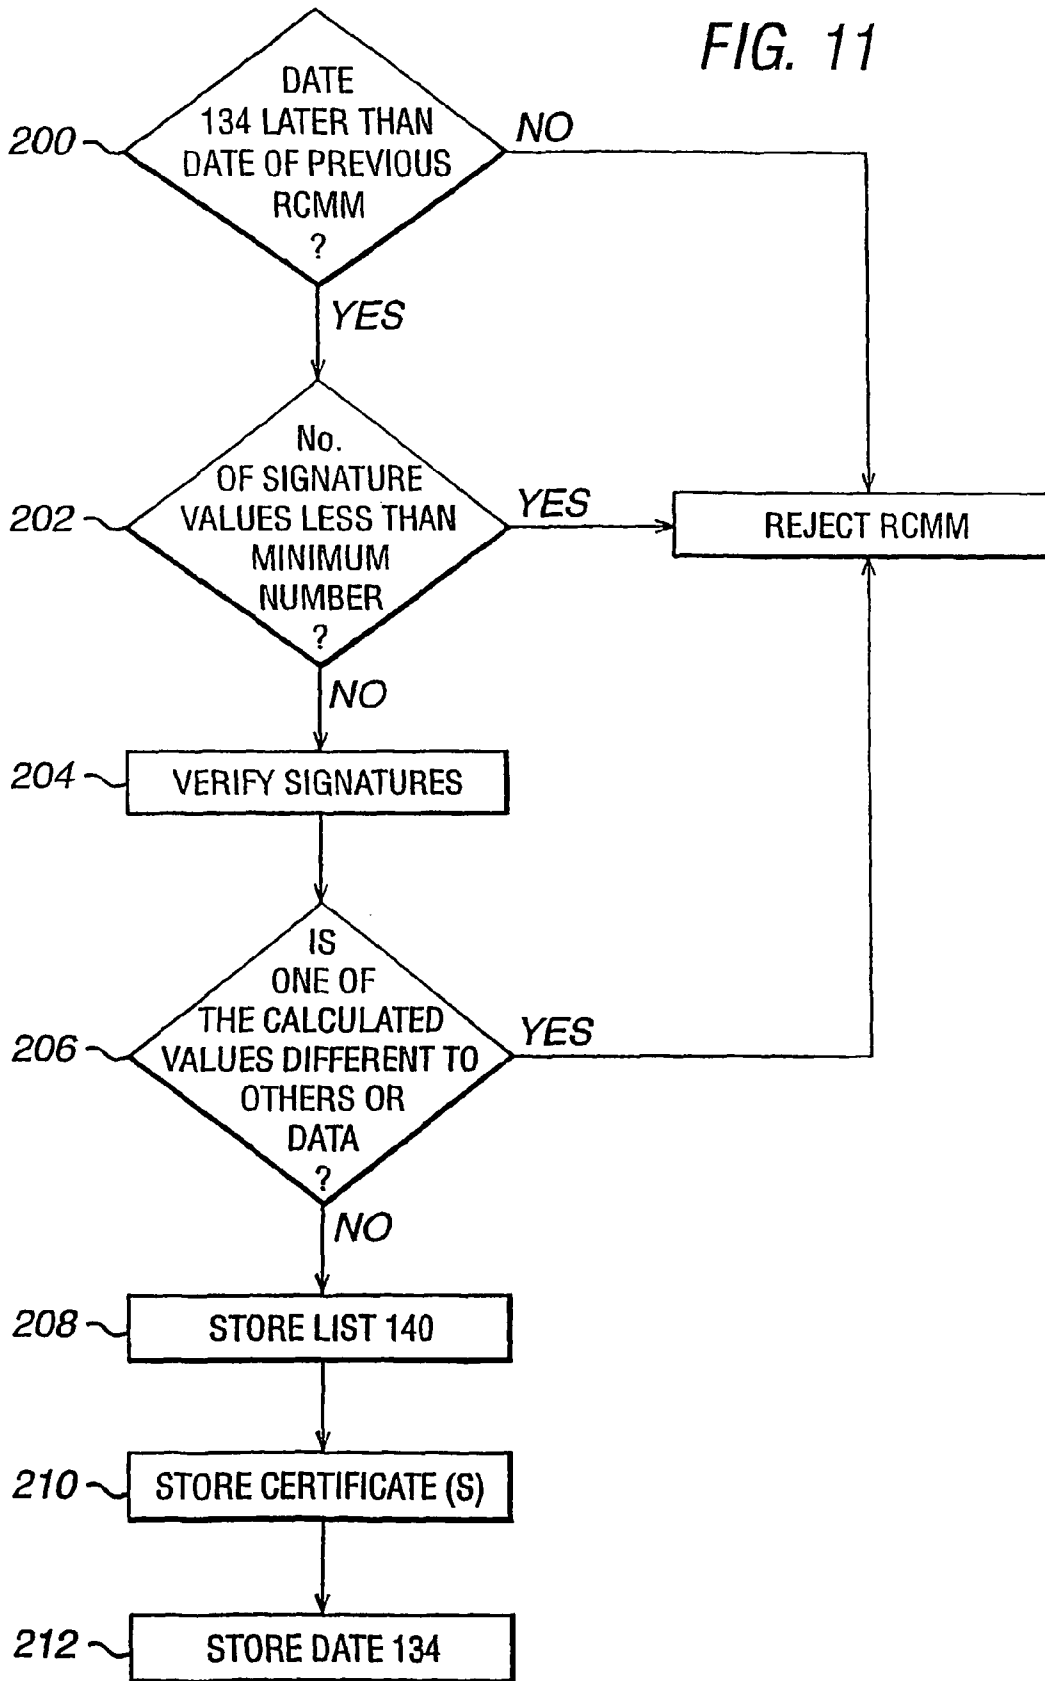 FIG. 11
200
DATE
134 LATER THAN
DATE OF PREVIOUS
RCMM
?
NO
YES
202
No.
OF SIGNATURE
VALUES LESS THAN
MINIMUM
NUMBER
?
YES
REJECT RCMM
NO
204
VERIFY SIGNATURES
206
IS
ONE OF
THE CALCULATED
VALUES DIFFERENT TO
OTHERS OR
DATA
?
YES
NO
208
STORE LIST 140
210
STORE CERTIFICATE (S)
212
STORE DATE 134